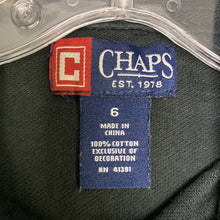 C CHAPS
EST. 1978
6
MADE IN
CHINA
100% COTTON
EXCLUSIVE OF
DECORATION
RN 41381